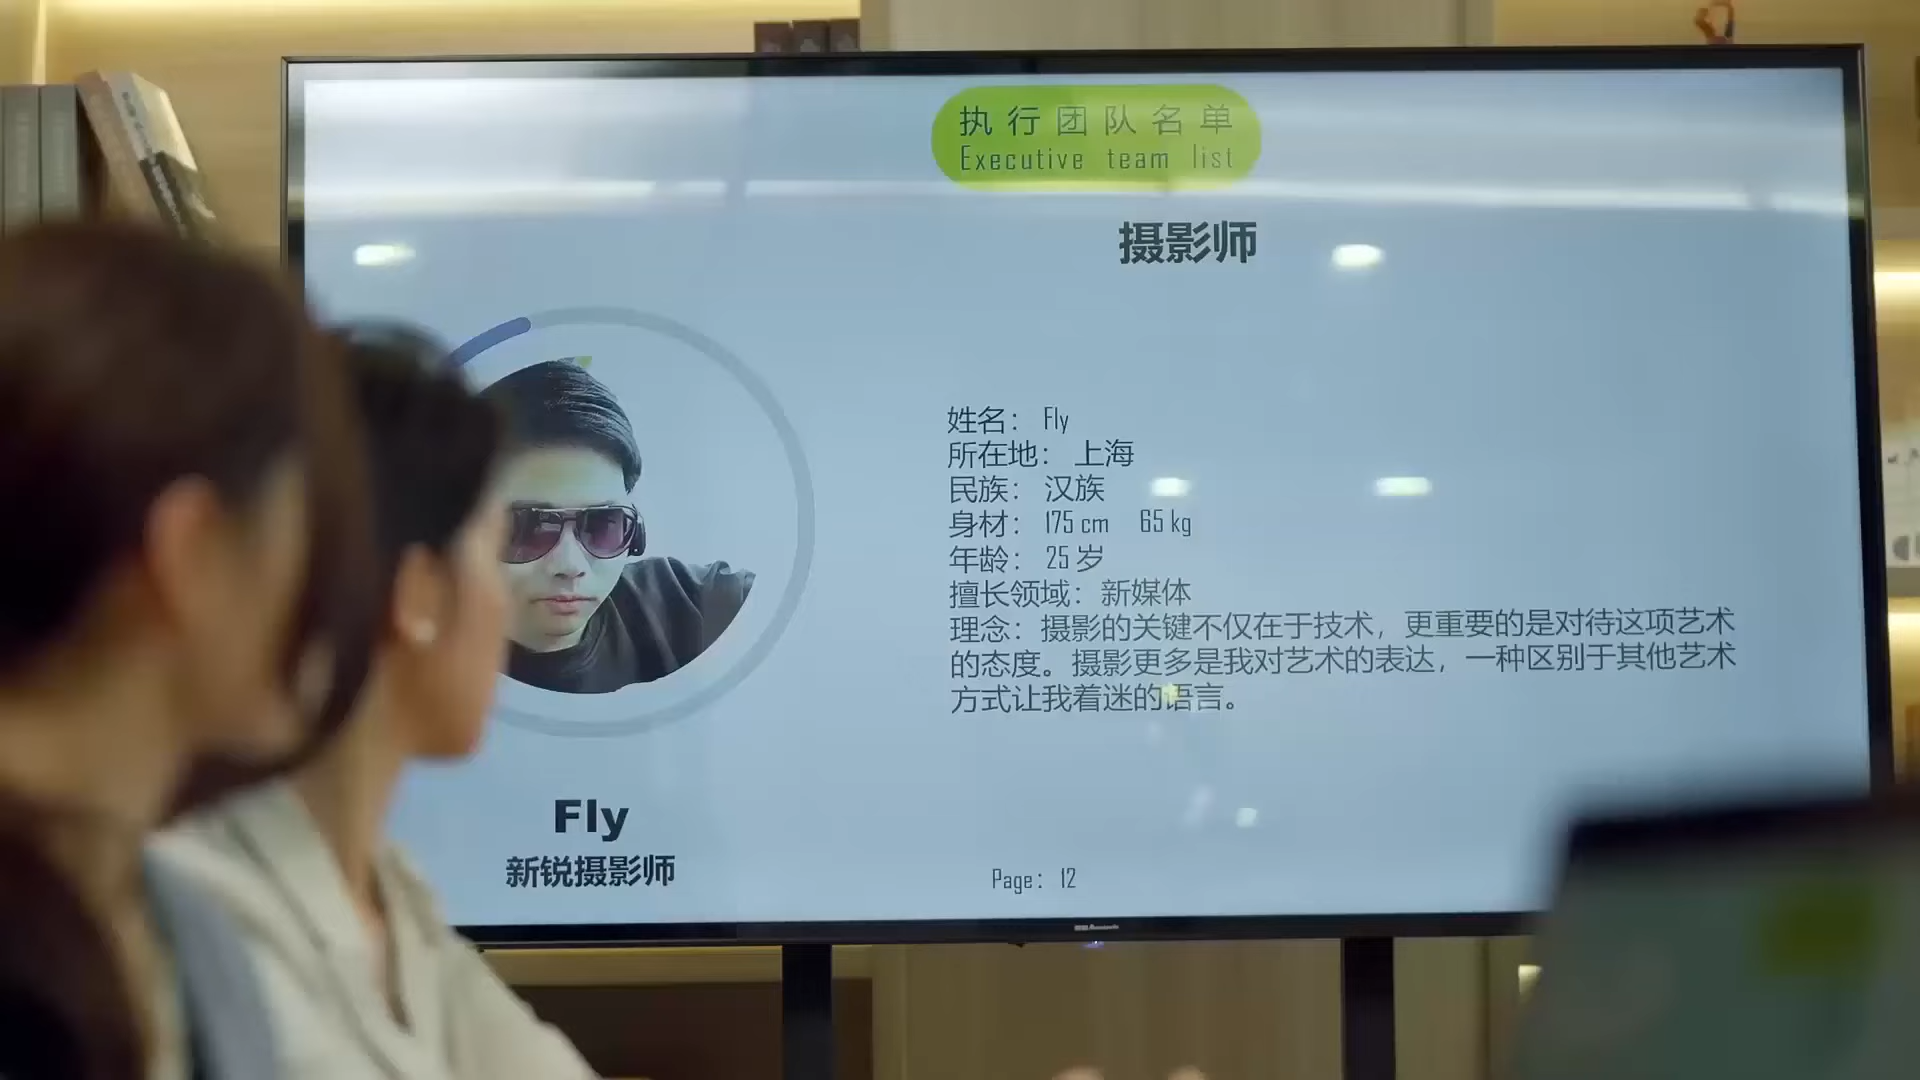 执行团队名单
Executive team list
摄影师
姓名： Fly
所在地： 上海
民族： 汉族
身材： 175 cm 65 kg
年龄： 25 岁
擅长领域：新媒体
理念：摄影的关键不仅在于技术，更重要的是对待这项艺术
的态度。摄影更多是我对艺术的表达，一种区别于其他艺术
方式让我着迷的语言。
Fly
新锐摄影师
Page：12